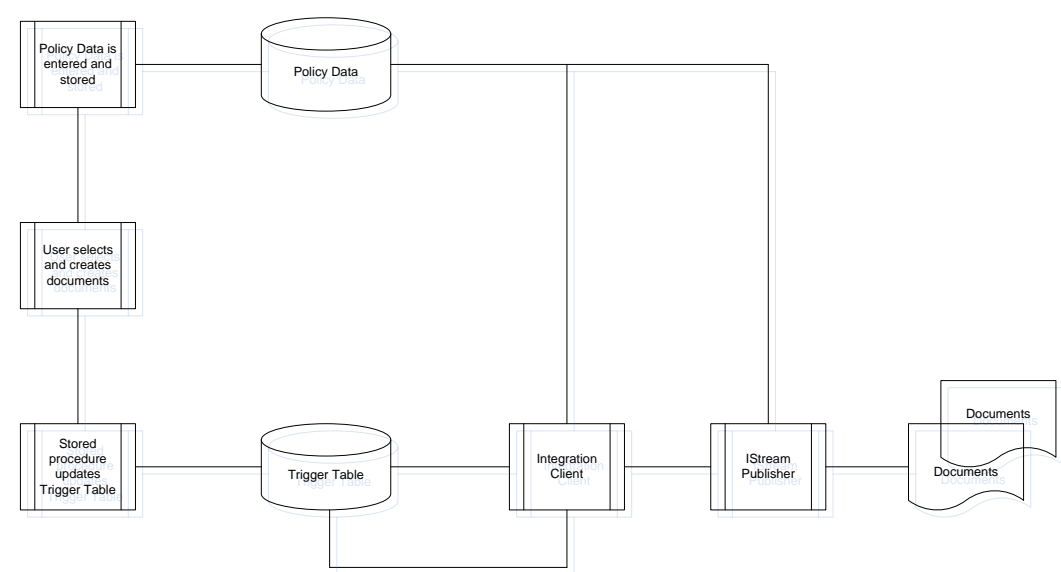 Policy Data is
entered and
stored
Policy Data
User selects
and creates
documents
Stored
procedure
updates
Trigger Table
Trigger Table
Integration
Client
IStream
Publisher
Documents
Documents